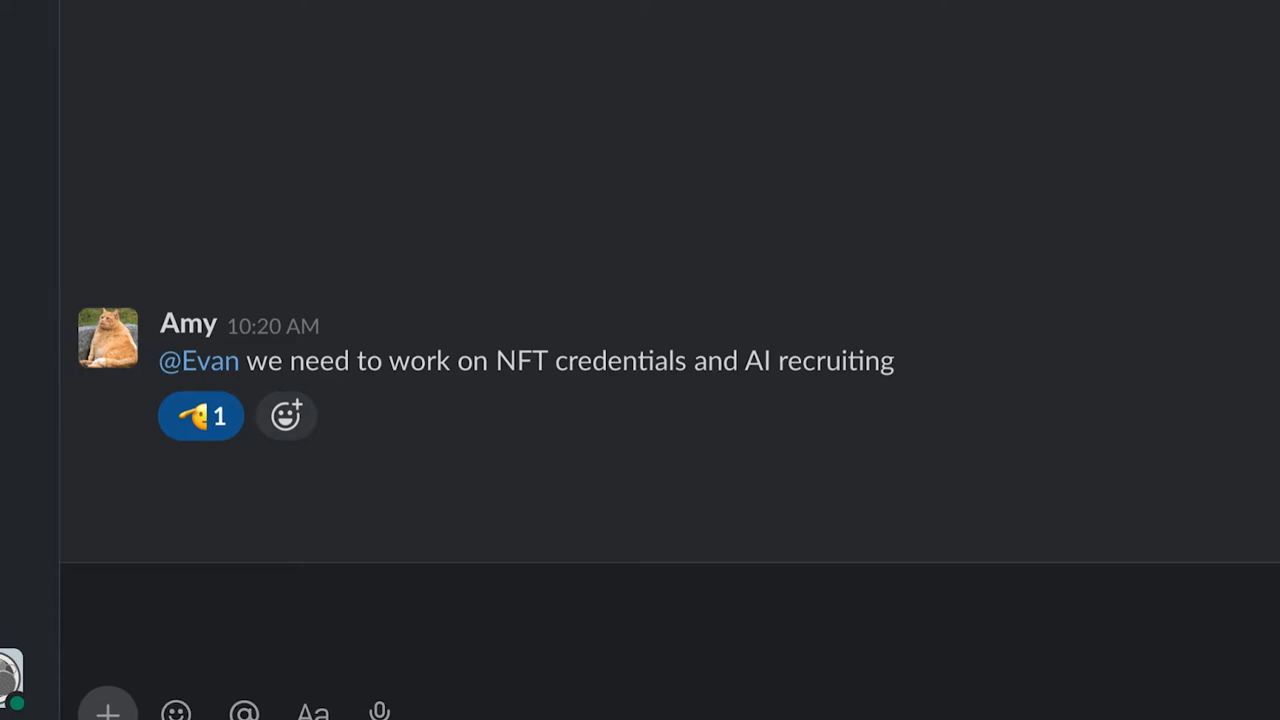 Amy 10:20 AM
@Evan we need to work on NFT credentials and AI recruiting
1
Aa